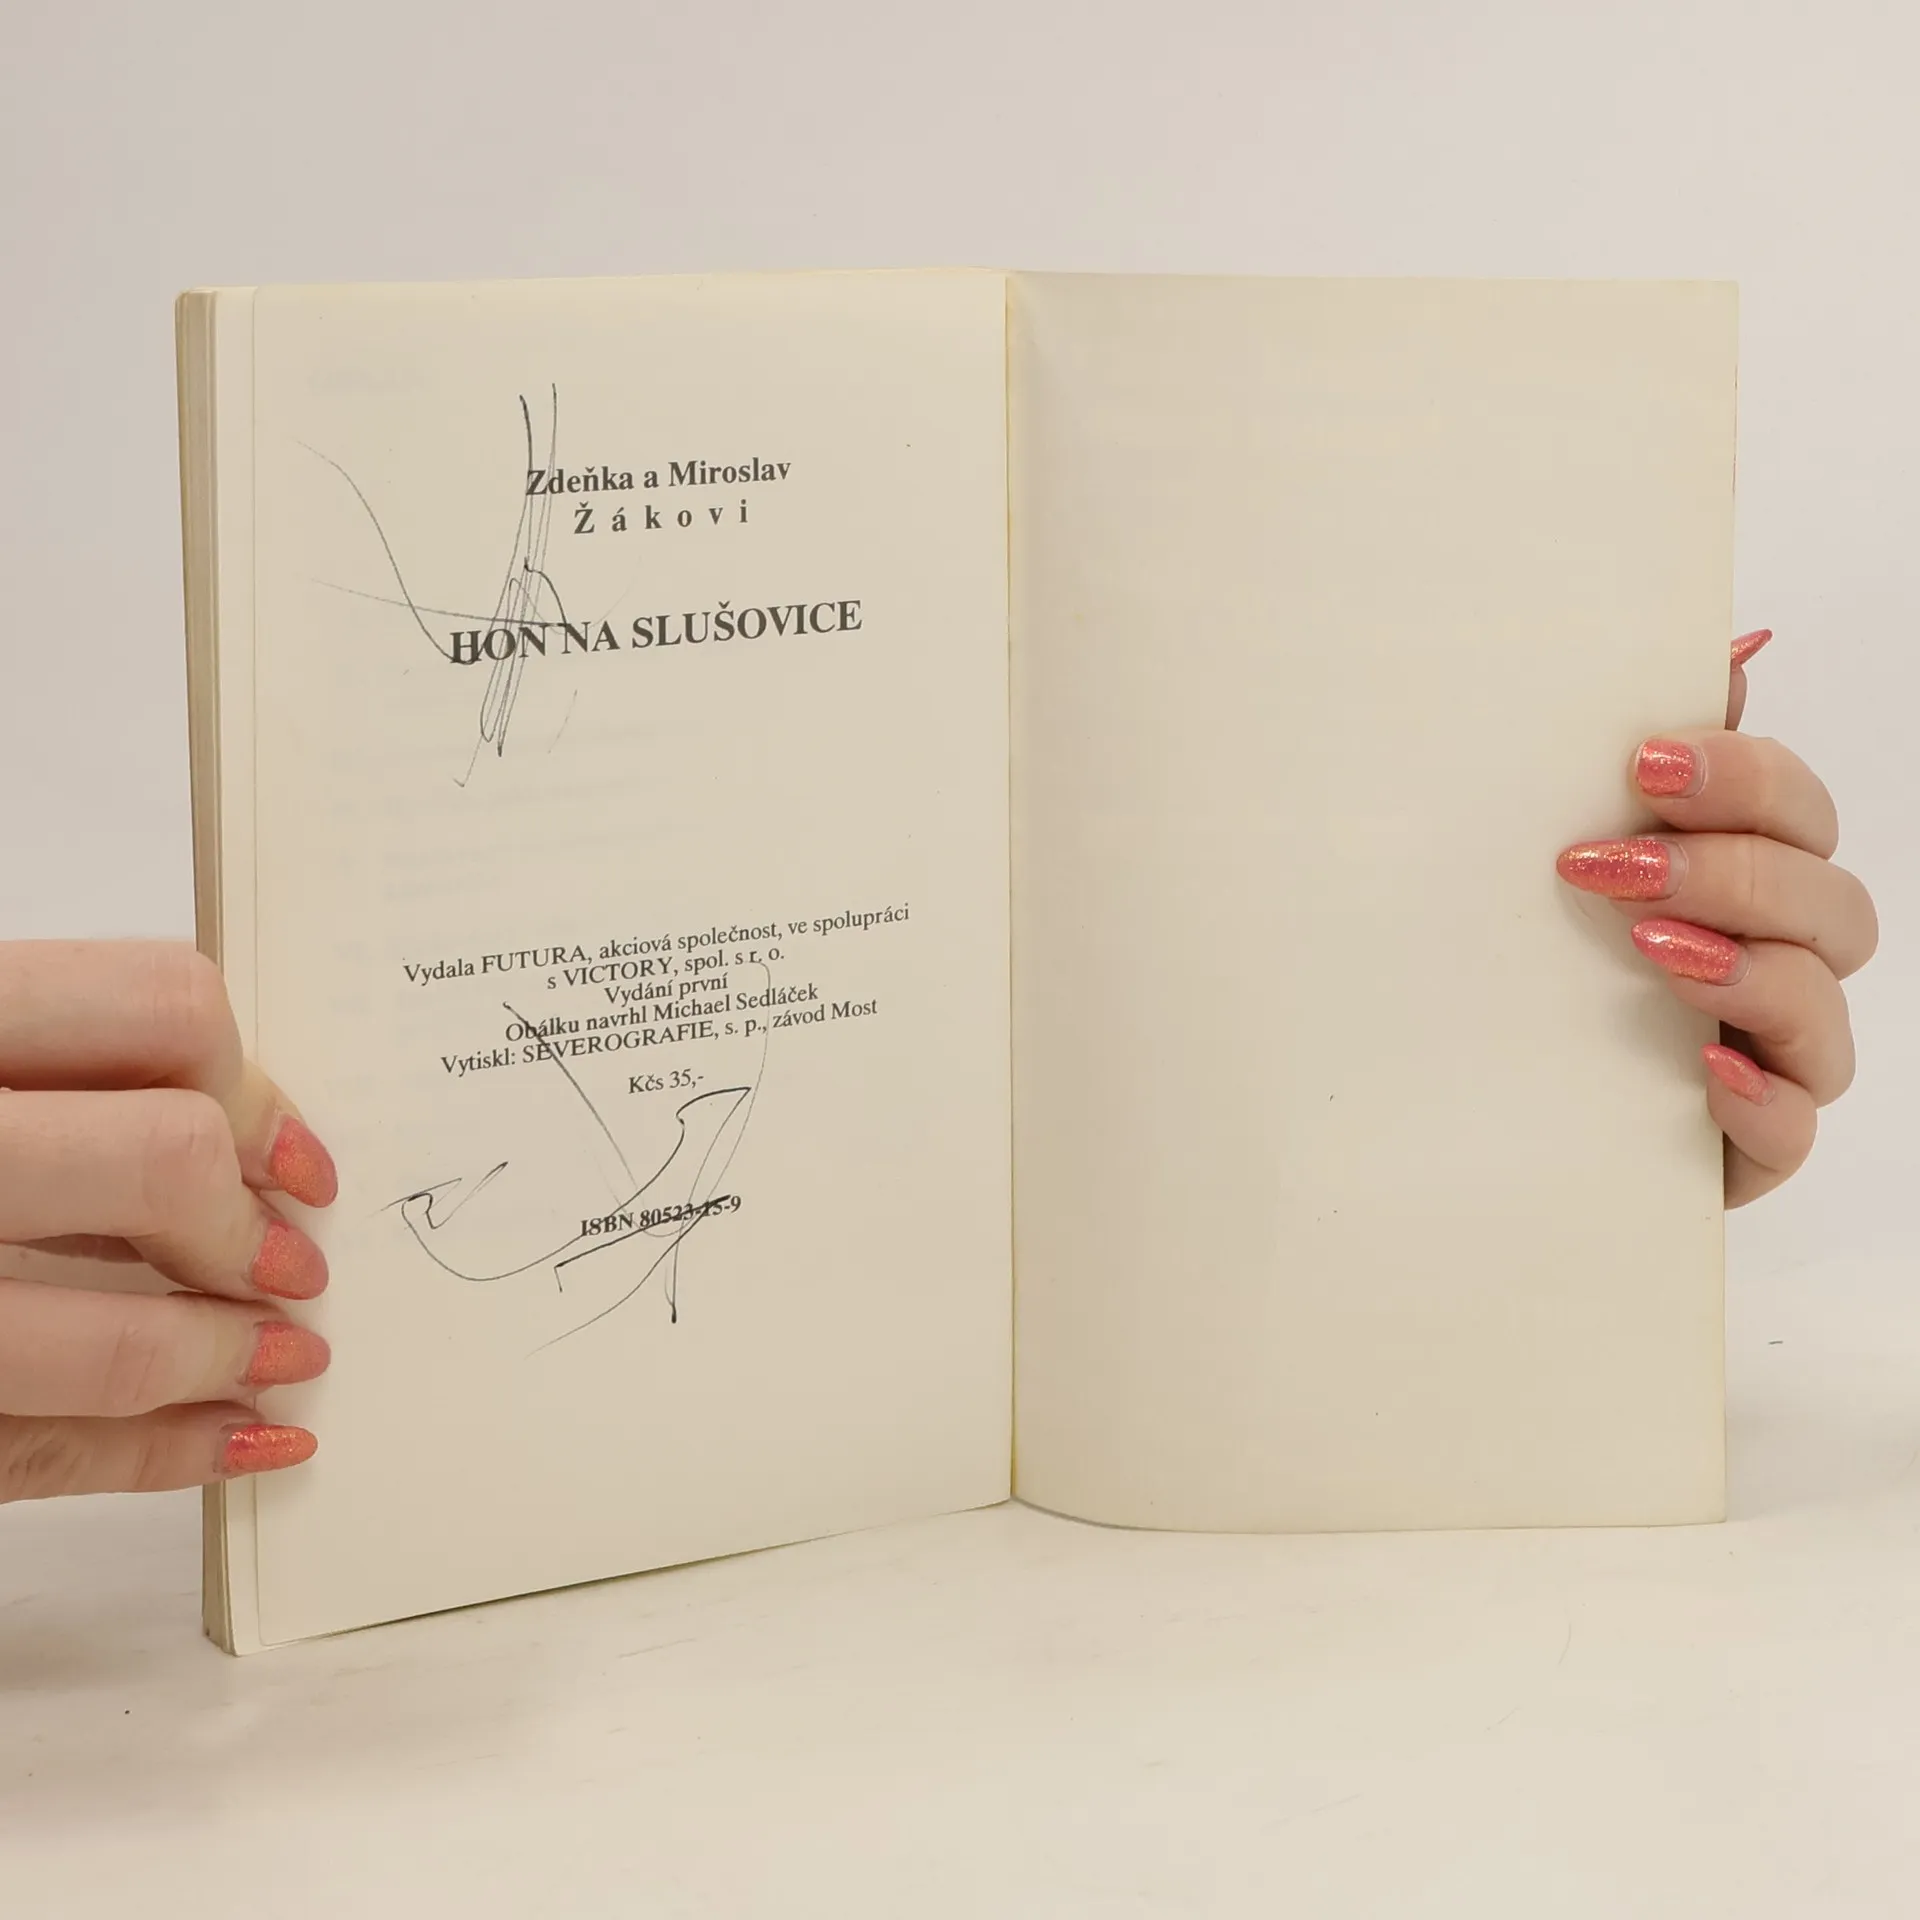 Zdeňka a Miroslav
Žákovi
HON NA SLUŠOVICE
Vydala FUTURA, akciová společnost, ve spolupráci
s VICTORY, spol. s r. o.
Vydání první
Obálku navrhl Michael Sedláček
Vytiskl: SEVEROGRAFIE, s. p., závod Most
Kčs 35,-
ISBN 80523-15-9